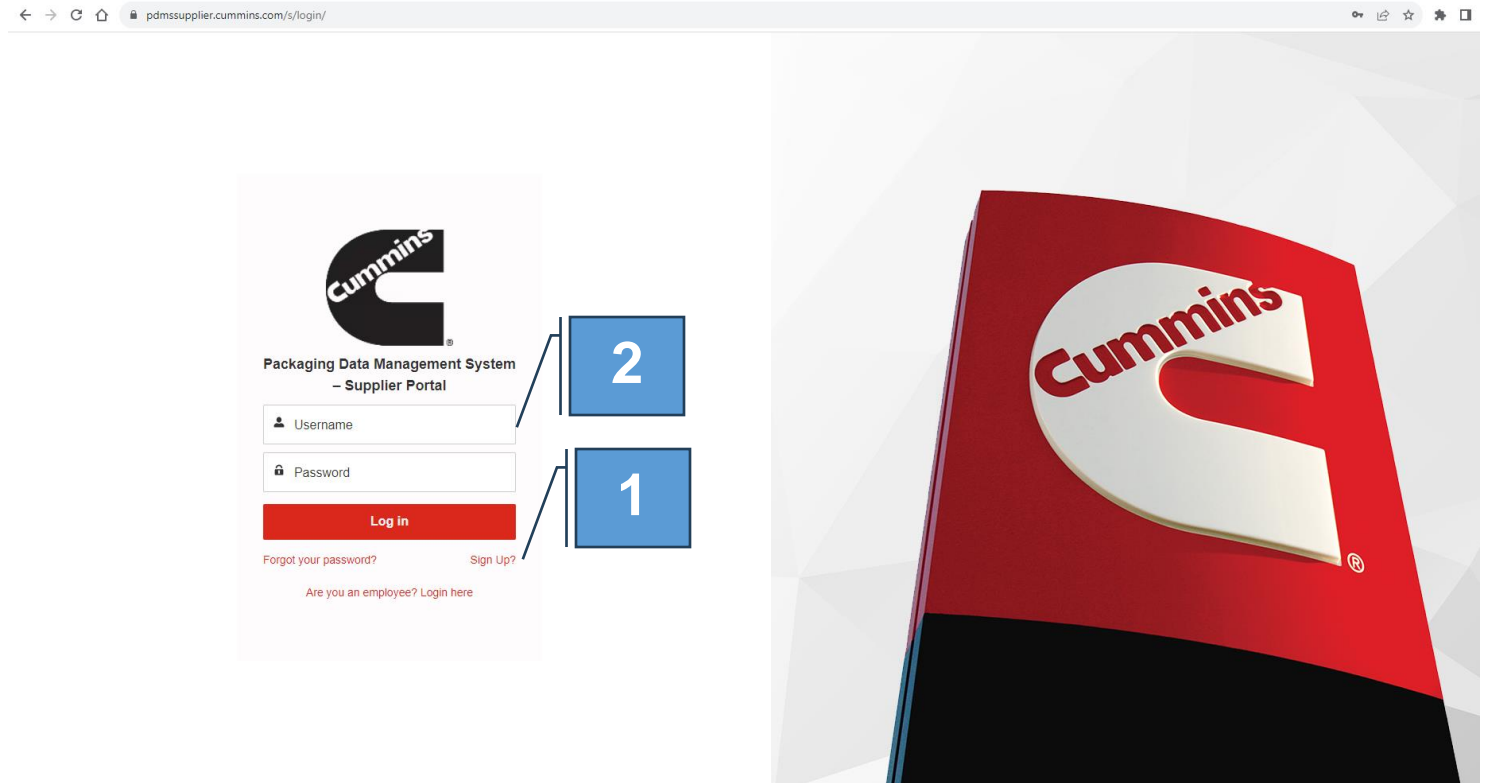 pdmssupplier.cummins.com/s/login/
Cummins
®
Packaging Data Management System
– Supplier Portal
Username
Password
Log in
Forgot your password?
Sign Up?
Are you an employee? Login here
2
1
Cummins
®